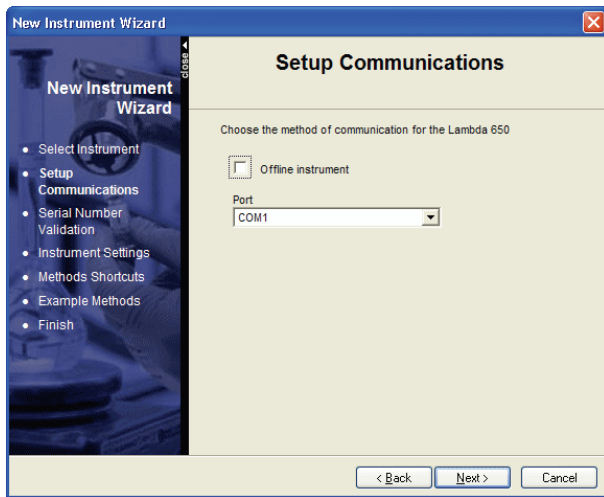 New Instrument Wizard
close
New Instrument
Wizard
Select Instrument
Setup
Communications
Serial Number
Validation
Instrument Settings
Methods Shortcuts
Example Methods
Finish
Setup Communications
Choose the method of communication for the Lambda 650
Offline instrument
Port
COM1
< Back
Next >
Cancel